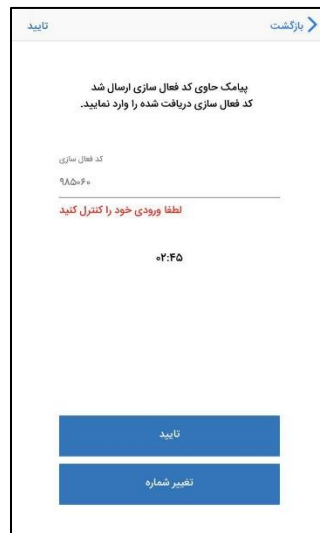 بازگشت
تایید
پیامک حاوی کد فعال سازی ارسال شد
کد فعال سازی دریافت شده را وارد نمایید.
کد فعال سازی
۹۸۵۰۶۰
لطفا ورودی خود را کنترل کنید
۰۲:۴۵
تایید
تغییر شماره